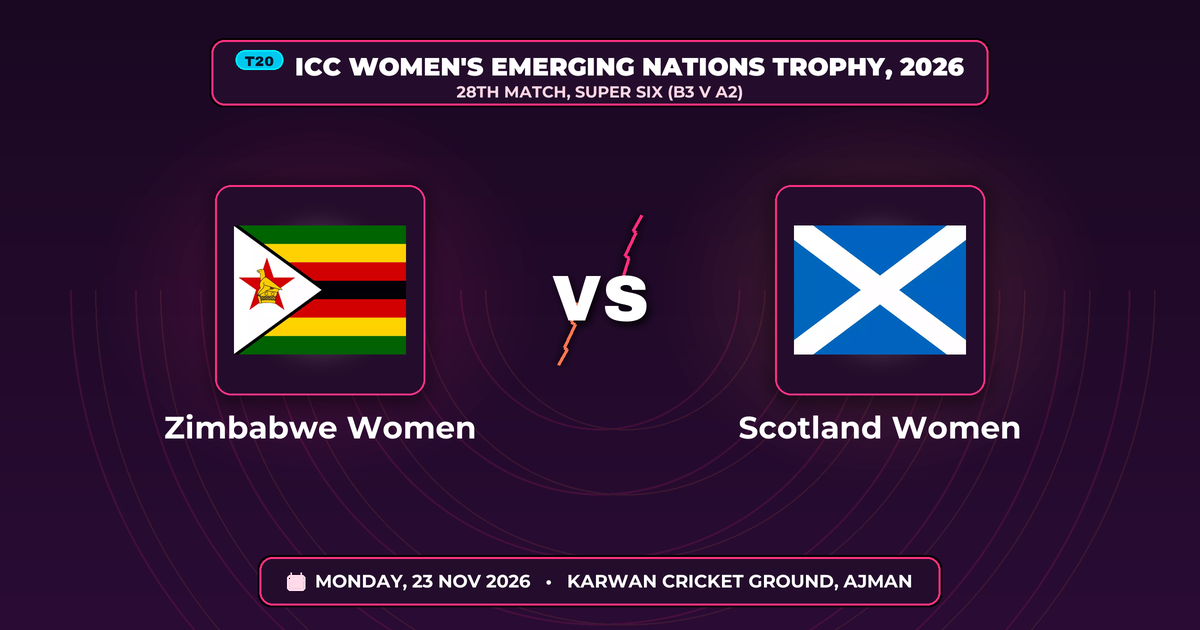 T20 ICC WOMEN'S EMERGING NATIONS TROPHY, 2026
28TH MATCH, SUPER SIX (B3 V A2)
VS
Zimbabwe Women
Scotland Women
MONDAY, 23 NOV 2026 • KARWAN CRICKET GROUND, AJMAN